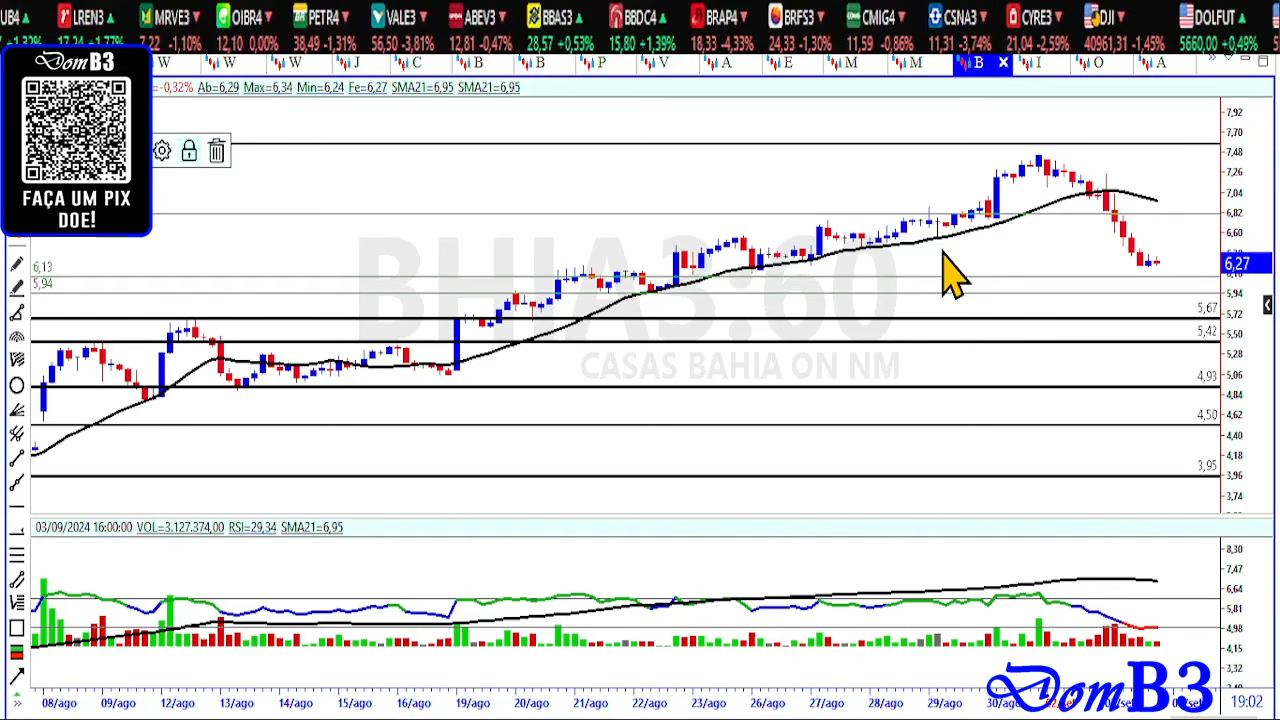 UB4 LREN3 MRVE3 OIBR4 PETR4 VALE3 ABEV3 BBAS3 BBDC4 BRAP4 BRFS3 CMIG4 CSNA3 CYRE3 DJI DOLFUT
+1,32% 17,24 +1,77% 7,22 -1,10% 12,10 0,00% 38,49 -1,31% 56,50 -3,81% 12,81 -0,47% 28,57 +0,53% 15,80 +1,39% 18,33 -4,33% 24,33 -1,30% 11,59 -0,86% 11,31 -3,74% 21,04 -2,59% 40961,31 -1,45% 5660,00 +0,49%
W W W J C B B P V A E M M B X I O A
DomB3
FAÇA UM PIX
DOE!
-0,32% Ab=6,29 Max=6,34 Min=6,24 Fe=6,27 SMA21=6,95 SMA21=6,95
7,92
7,70
7,48
7,26
7,04
6,82
6,60
6,27
6,13
5,94
5,94
5,72
5,50
5,28
5,06
4,84
4,62
4,40
4,18
3,96
3,74
5,67
5,42
4,93
4,50
3,95
BHIA3:60
CASAS BAHIA ON NM
03/09/2024 16:00:00 VOL=3.127.374,00 RSI=29,34 SMA21=6,95
8,30
7,47
6,64
5,81
4,98
4,15
3,32
DomB3
08/ago 09/ago 12/ago 13/ago 14/ago 15/ago 16/ago 19/ago 20/ago 21/ago 22/ago 23/ago 26/ago 27/ago 28/ago 29/ago 30/ago
19:02